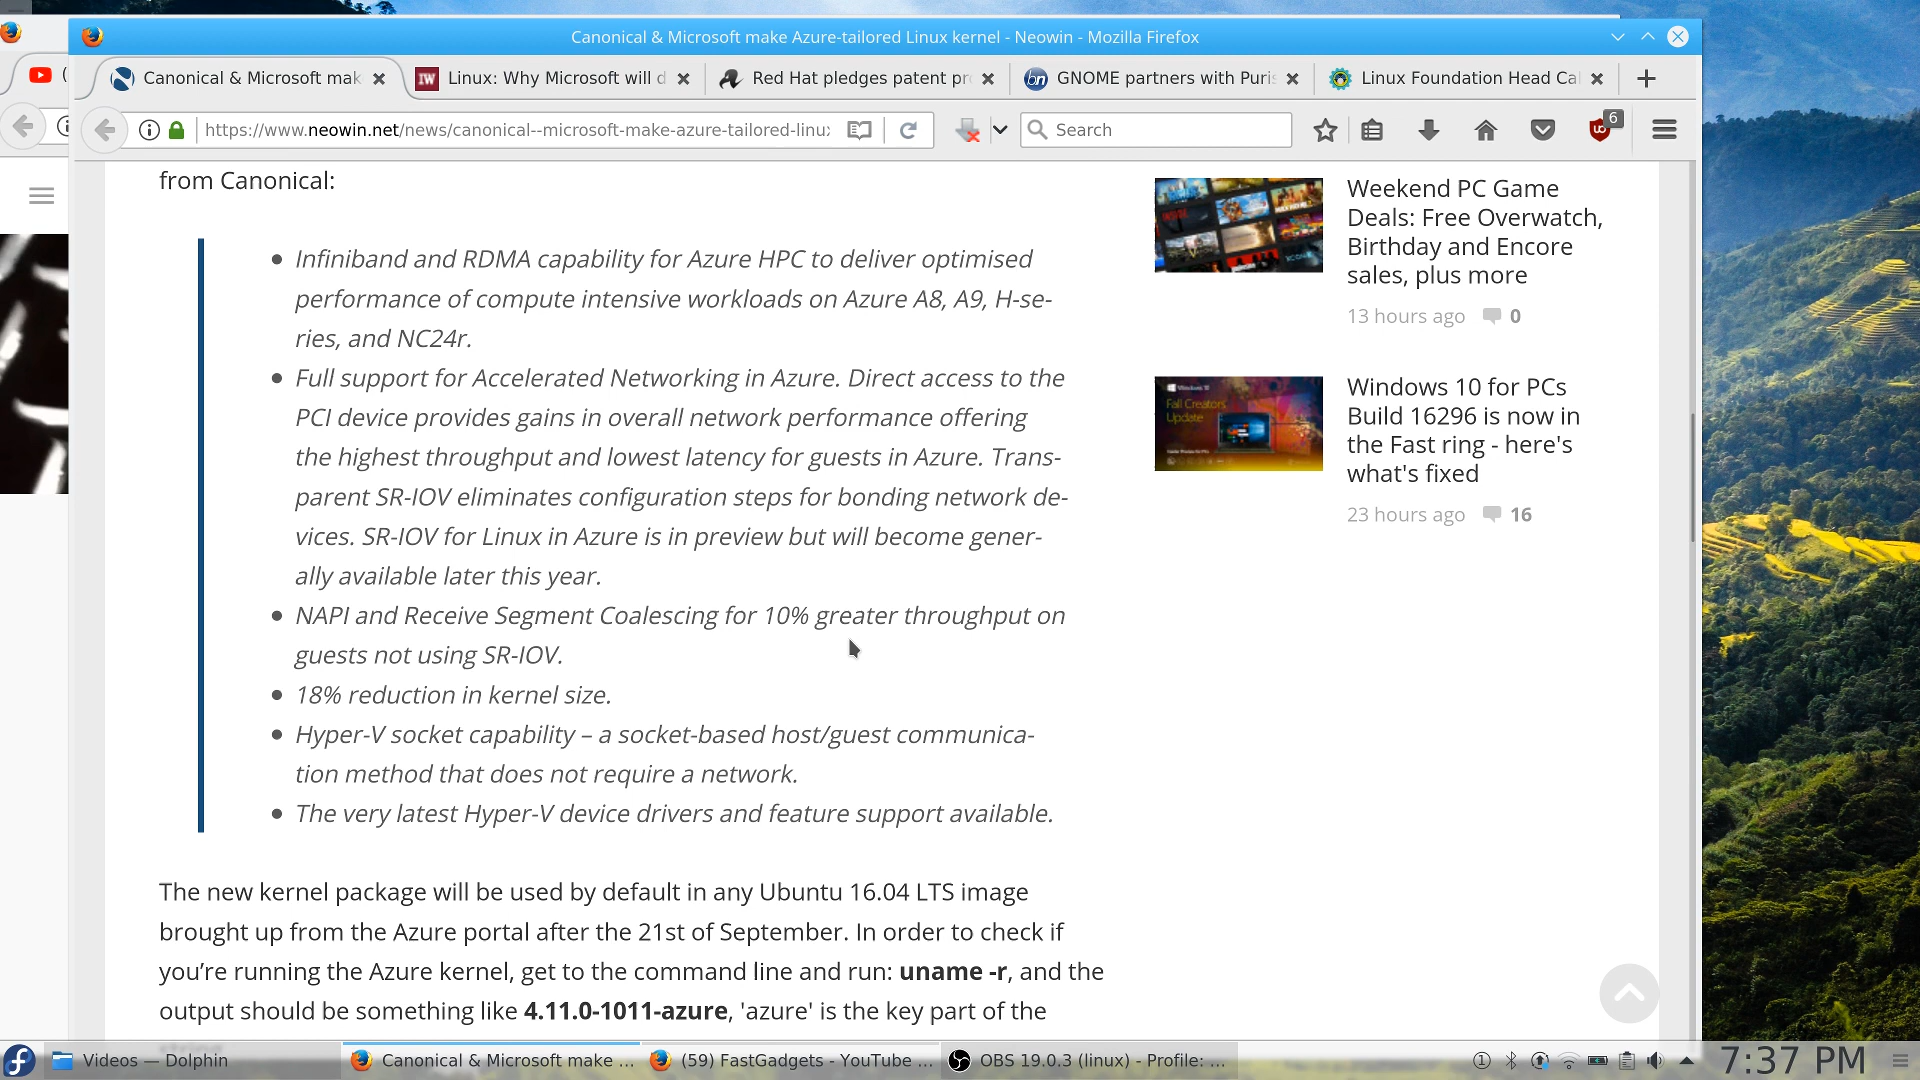 Canonical & Microsoft make Azure-tailored Linux kernel - Neowin - Mozilla Firefox
(
Canonical & Microsoft mak
Linux: Why Microsoft will d
Red Hat pledges patent pr
GNOME partners with Puris
Linux Foundation Head Ca
https://www.neowin.net/news/canonical--microsoft-make-azure-tailored-linux
Search
6
from Canonical:
Infiniband and RDMA capability for Azure HPC to deliver optimised
performance of compute intensive workloads on Azure A8, A9, H-se-
ries, and NC24r.
Full support for Accelerated Networking in Azure. Direct access to the
PCI device provides gains in overall network performance offering
the highest throughput and lowest latency for guests in Azure. Trans-
parent SR-IOV eliminates configuration steps for bonding network de-
vices. SR-IOV for Linux in Azure is in preview but will become gener-
ally available later this year.
NAPI and Receive Segment Coalescing for 10% greater throughput on
guests not using SR-IOV.
18% reduction in kernel size.
Hyper-V socket capability – a socket-based host/guest communica-
tion method that does not require a network.
The very latest Hyper-V device drivers and feature support available.
The new kernel package will be used by default in any Ubuntu 16.04 LTS image
brought up from the Azure portal after the 21st of September. In order to check if
you're running the Azure kernel, get to the command line and run: uname -r, and the
output should be something like 4.11.0-1011-azure, 'azure' is the key part of the
Weekend PC Game
Deals: Free Overwatch,
Birthday and Encore
sales, plus more
13 hours ago 0
Fall Creators
Update
Windows 10 for PCs
Build 16296 is now in
the Fast ring - here's
what's fixed
23 hours ago 16
Videos — Dolphin
Canonical & Microsoft make ...
(59) FastGadgets - YouTube ...
OBS 19.0.3 (linux) - Profile: ...
7:37 PM